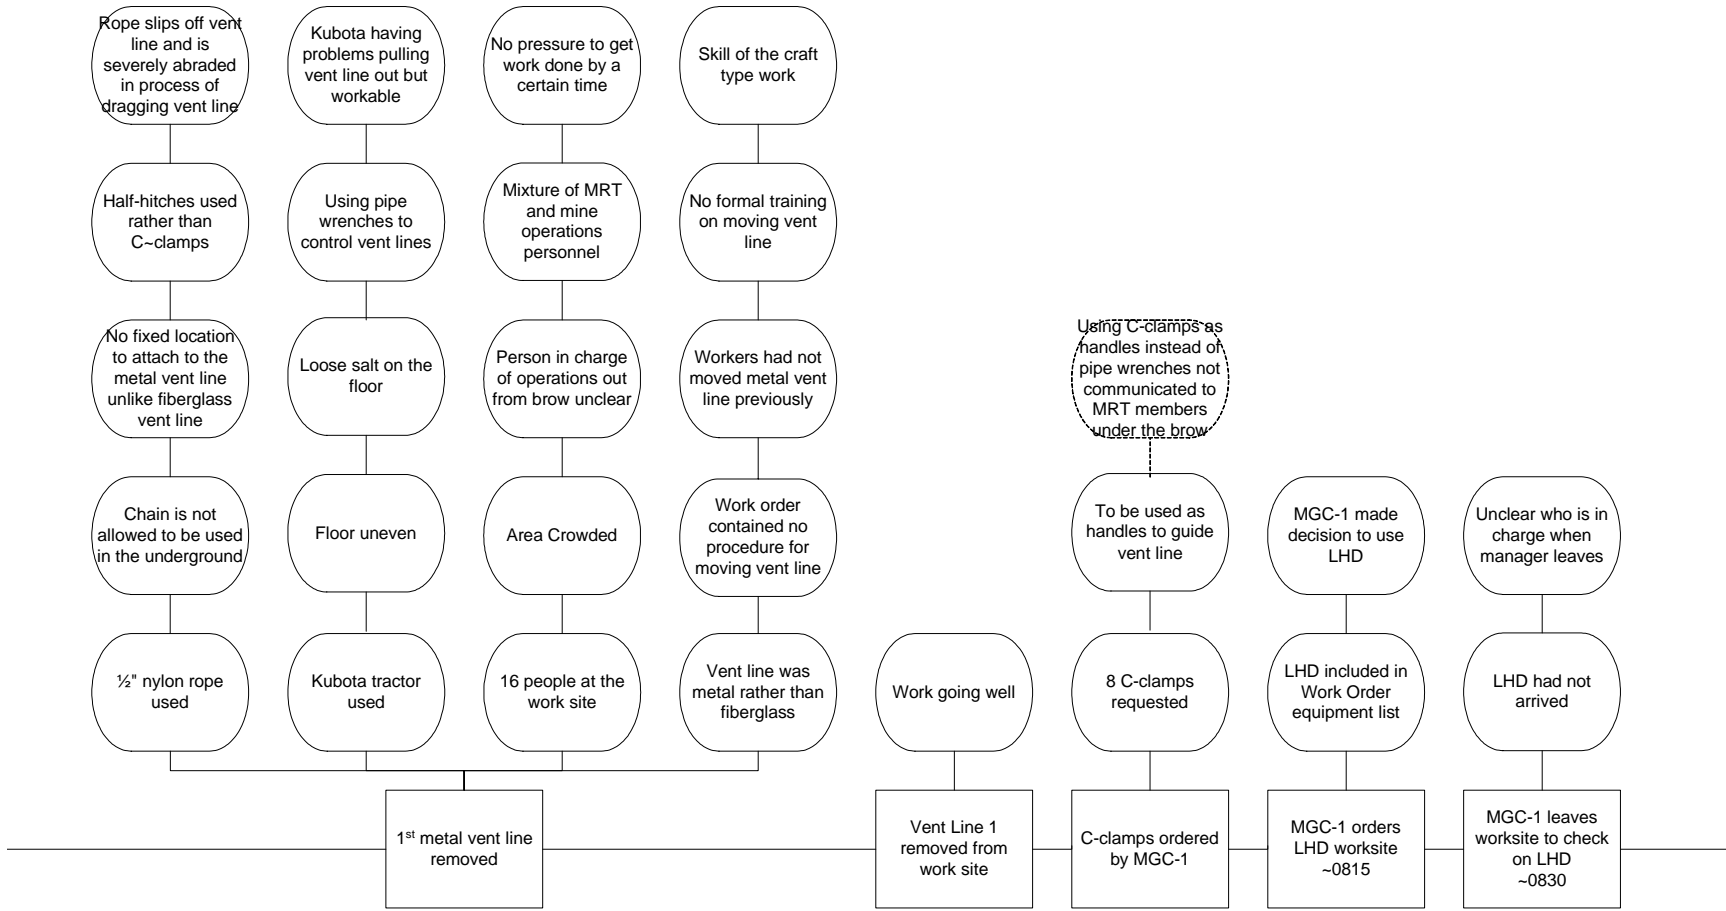 Rope slips off vent
line and is
severely abraded
in process of
dragging vent line
Kubota having
problems pulling
vent line out but
workable
No pressure to get
work done by a
certain time
Skill of the craft
type work
Half-hitches used
rather than
C~clamps
Using pipe
wrenches to
control vent lines
Mixture of MRT
and mine
operations
personnel
No formal training
on moving vent
line
No fixed location
to attach to the
metal vent line
unlike fiberglass
vent line
Loose salt on the
floor
Person in charge
of operations out
from brow unclear
Workers had not
moved metal vent
line previously
Using C-clamps as
handles instead of
pipe wrenches not
communicated to
MRT members
under the brow
Chain is not
allowed to be used
in the underground
Floor uneven
Area Crowded
Work order
contained no
procedure for
moving vent line
To be used as
handles to guide
vent line
MGC-1 made
decision to use
LHD
Unclear who is in
charge when
manager leaves
½" nylon rope
used
Kubota tractor
used
16 people at the
work site
Vent line was
metal rather than
fiberglass
Work going well
8 C-clamps
requested
LHD included in
Work Order
equipment list
LHD had not
arrived
1st metal vent line
removed
Vent Line 1
removed from
work site
C-clamps ordered
by MGC-1
MGC-1 orders
LHD worksite
~0815
MGC-1 leaves
worksite to check
on LHD
~0830